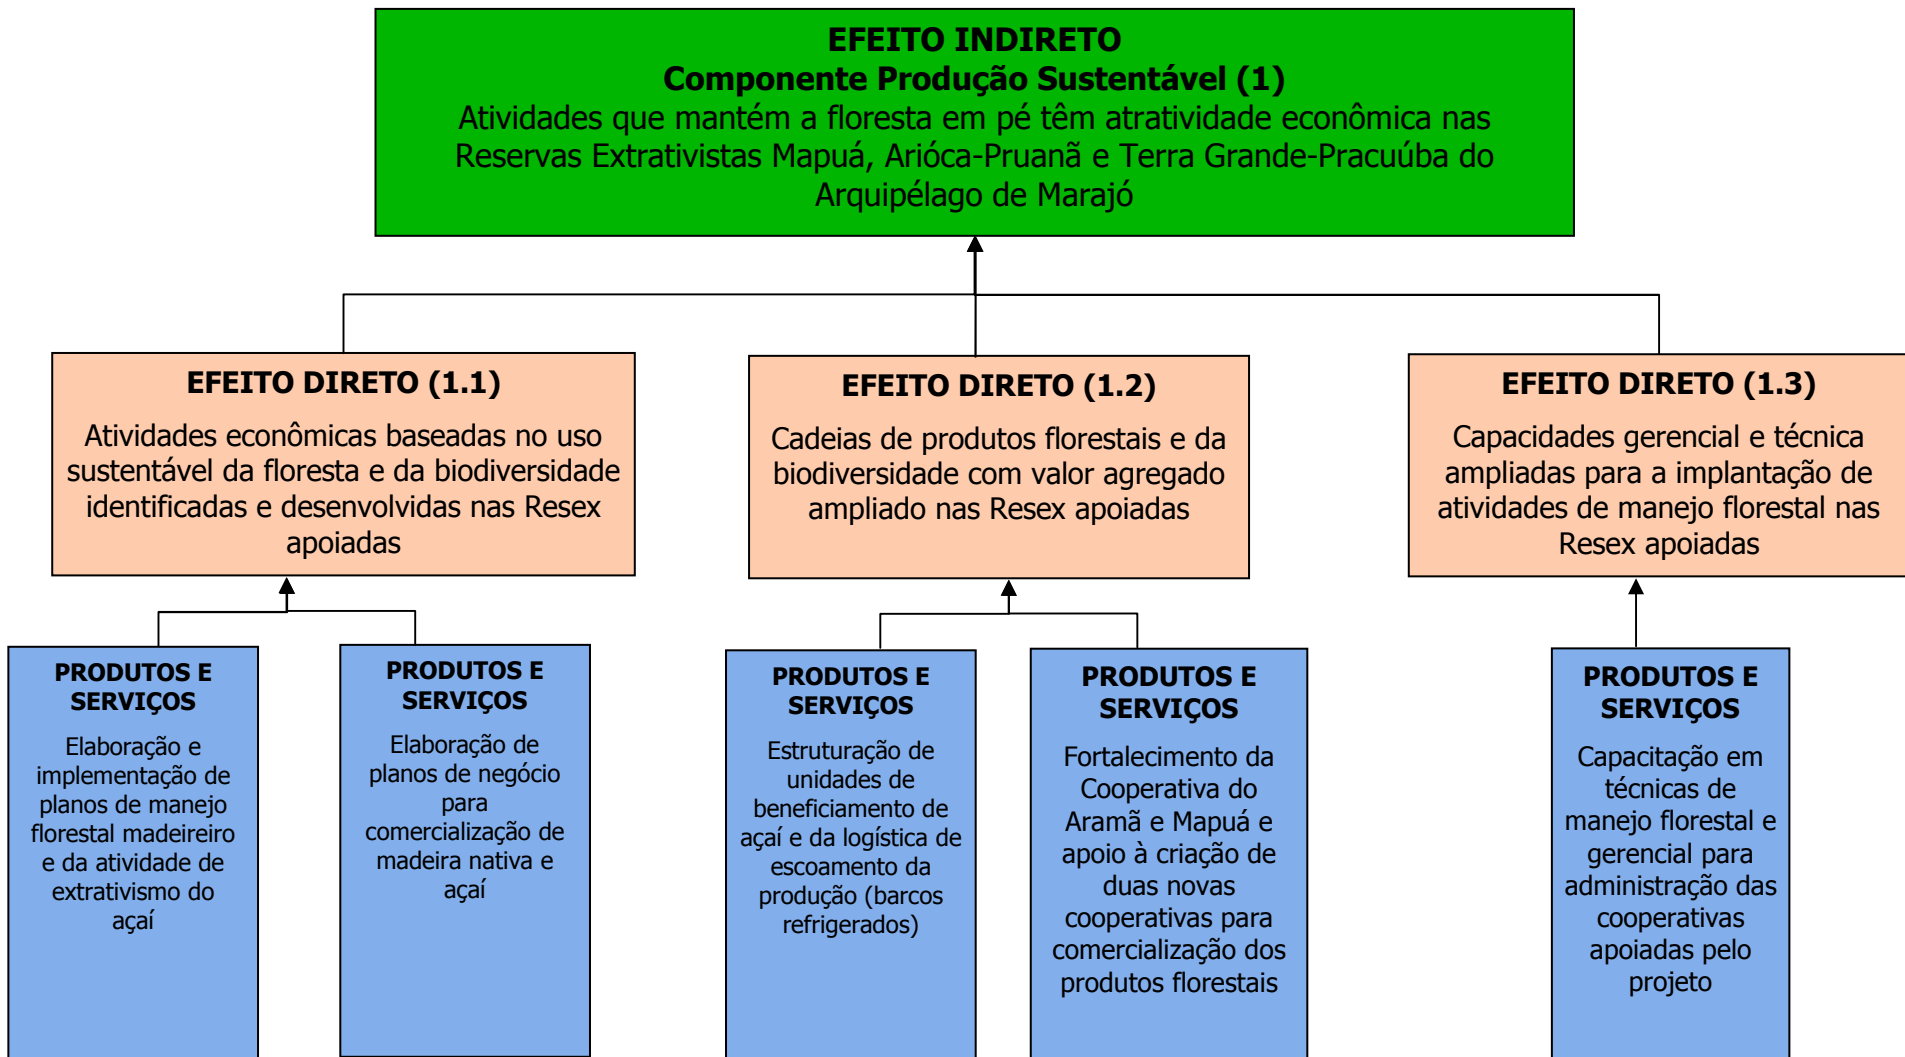 EFEITO INDIRETO
Componente Produção Sustentável (1)
Atividades que mantém a floresta em pé têm atratividade econômica nas
Reservas Extrativistas Mapuá, Arióca-Pruanã e Terra Grande-Pracuúba do
Arquipélago de Marajó
EFEITO DIRETO (1.1)
Atividades econômicas baseadas no uso
sustentável da floresta e da biodiversidade
identificadas e desenvolvidas nas Resex
apoiadas
EFEITO DIRETO (1.2)
Cadeias de produtos florestais e da
biodiversidade com valor agregado
ampliado nas Resex apoiadas
EFEITO DIRETO (1.3)
Capacidades gerencial e técnica
ampliadas para a implantação de
atividades de manejo florestal nas
Resex apoiadas
PRODUTOS E
SERVIÇOS
Elaboração e
implementação de
planos de manejo
florestal madeireiro
e da atividade de
extrativismo do
açaí
PRODUTOS E
SERVIÇOS
Elaboração de
planos de negócio
para
comercialização de
madeira nativa e
açaí
PRODUTOS E
SERVIÇOS
Estruturação de
unidades de
beneficiamento de
açaí e da logística de
escoamento da
produção (barcos
refrigerados)
PRODUTOS E
SERVIÇOS
Fortalecimento da
Cooperativa do
Aramã e Mapuá e
apoio à criação de
duas novas
cooperativas para
comercialização dos
produtos florestais
PRODUTOS E
SERVIÇOS
Capacitação em
técnicas de
manejo florestal e
gerencial para
administração das
cooperativas
apoiadas pelo
projeto